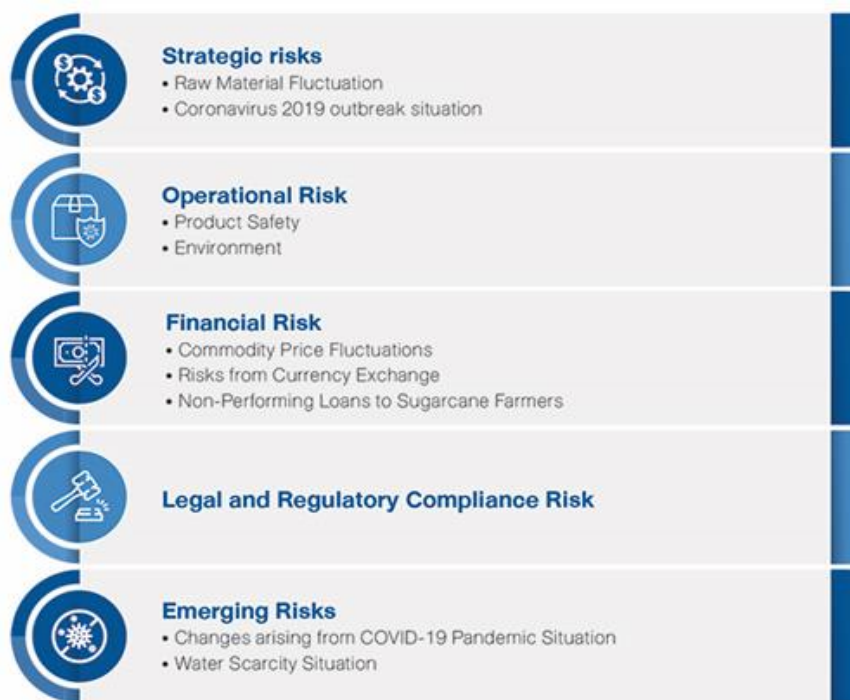 Strategic risks
• Raw Material Fluctuation
• Coronavirus 2019 outbreak situation
Operational Risk
• Product Safety
• Environment
Financial Risk
• Commodity Price Fluctuations
• Risks from Currency Exchange
• Non-Performing Loans to Sugarcane Farmers
Legal and Regulatory Compliance Risk
Emerging Risks
• Changes arising from COVID-19 Pandemic Situation
• Water Scarcity Situation